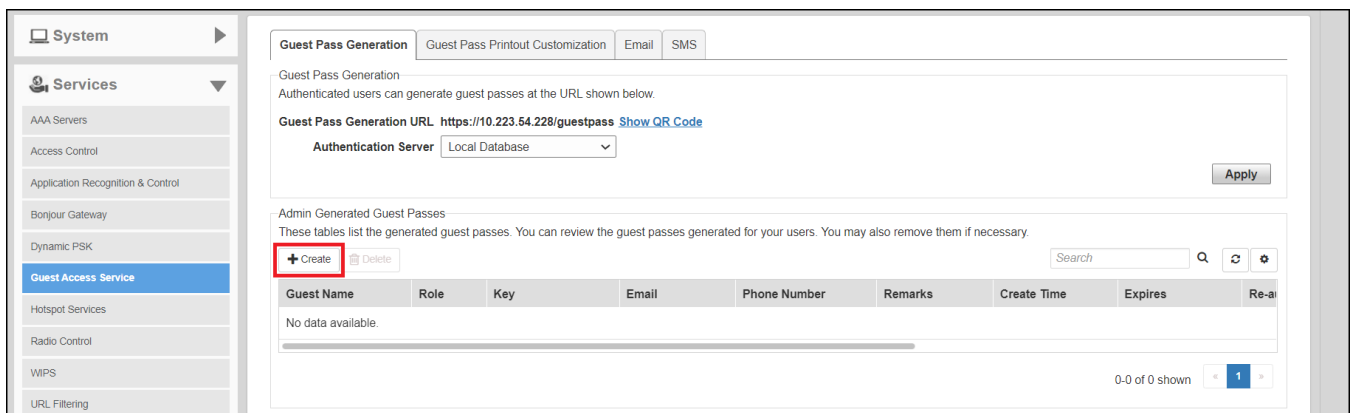 System
Services
AAA Servers
Access Control
Application Recognition & Control
Bonjour Gateway
Dynamic PSK
Guest Access Service
Hotspot Services
Radio Control
WIPS
URL Filtering
Guest Pass Generation Guest Pass Printout Customization Email SMS
Guest Pass Generation
Authenticated users can generate guest passes at the URL shown below.
Guest Pass Generation URL https://10.223.54.228/guestpass Show QR Code
Authentication Server Local Database
Apply
Admin Generated Guest Passes
These tables list the generated guest passes. You can review the guest passes generated for your users. You may also remove them if necessary.
Create Delete Search
Guest Name Role Key Email Phone Number Remarks Create Time Expires Re-au
No data available.
0-0 of 0 shown « 1 »